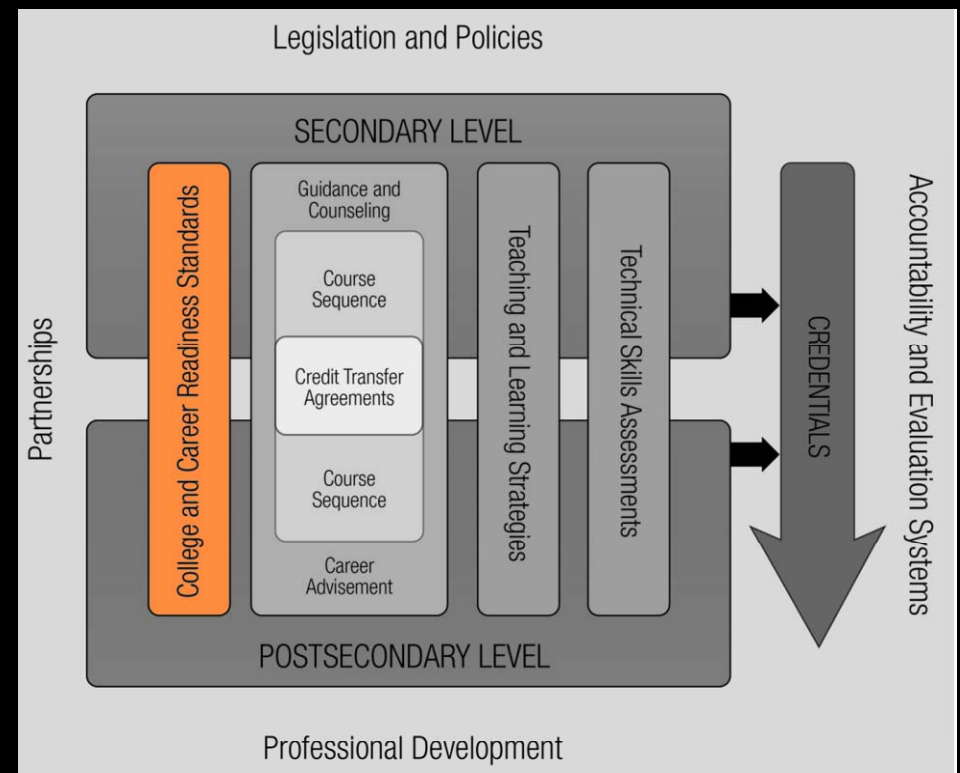 Legislation and Policies
SECONDARY LEVEL
Partnerships
College and Career Readiness Standards
Guidance and
Counseling
Course
Sequence
Credit Transfer
Agreements
Course
Sequence
Career
Advisement
Teaching and Learning Strategies
Technical Skills Assessments
CREDENTIALS
Accountability and Evaluation Systems
POSTSECONDARY LEVEL
Professional Development